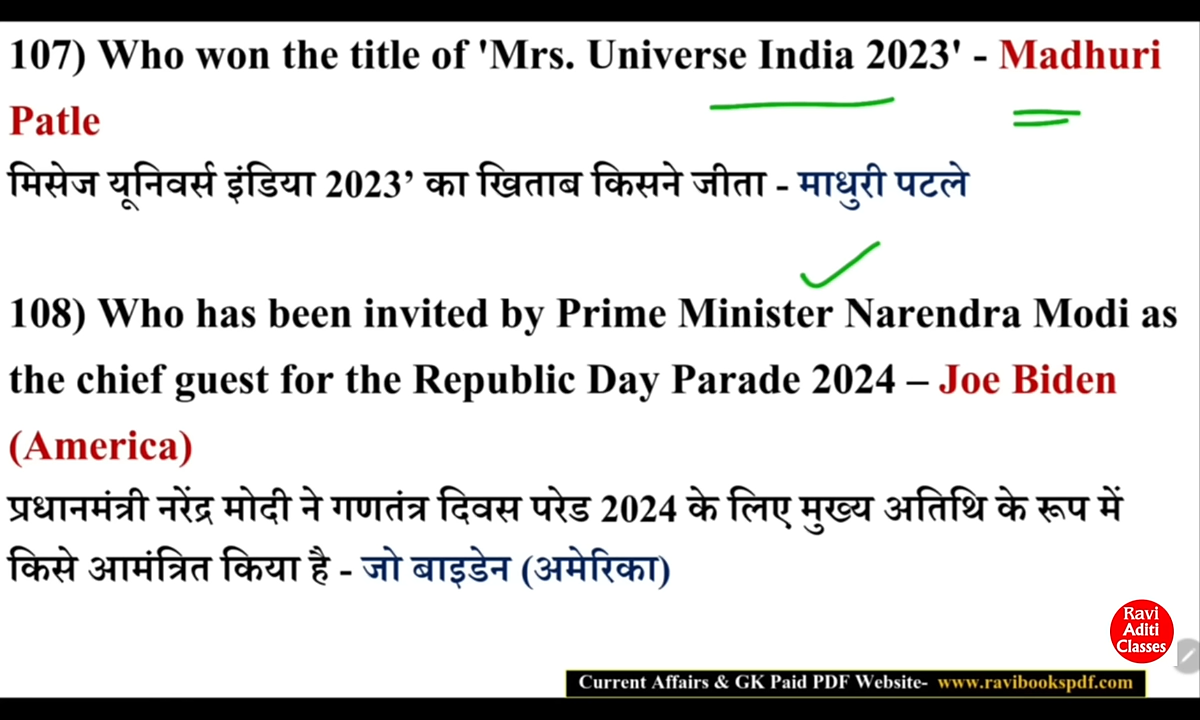 107) Who won the title of 'Mrs. Universe India 2023' - Madhuri
Patle
मिसेज यूनिवर्स इंडिया 2023’ का खिताब किसने जीता - माधुरी पटले
108) Who has been invited by Prime Minister Narendra Modi as
the chief guest for the Republic Day Parade 2024 – Joe Biden
(America)
प्रधानमंत्री नरेंद्र मोदी ने गणतंत्र दिवस परेड 2024 के लिए मुख्य अतिथि के रूप में
किसे आमंत्रित किया है - जो बाइडेन (अमेरिका)
Ravi
Aditi
Classes
Current Affairs & GK Paid PDF Website- www.ravibookspdf.com